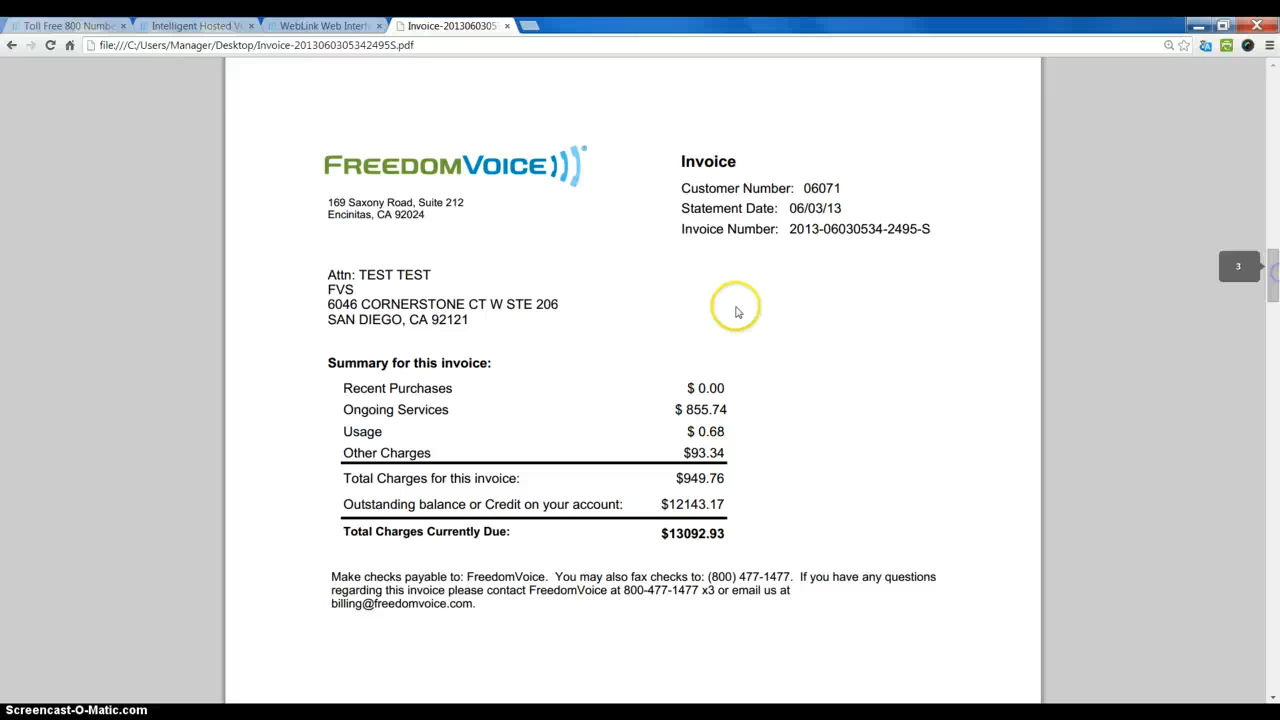 Toll Free 800 Numbe
Intelligent Hosted V
WebLink Web Interf
Invoice-2013060305
file:///C:/Users/Manager/Desktop/Invoice-2013060305342495S.pdf
FREEDOMVOICE
169 Saxony Road, Suite 212
Encinitas, CA 92024
Invoice
Customer Number: 06071
Statement Date: 06/03/13
Invoice Number: 2013-06030534-2495-S
3
Attn: TEST TEST
FVS
6046 CORNERSTONE CT W STE 206
SAN DIEGO, CA 92121
Summary for this invoice:
Recent Purchases $ 0.00
Ongoing Services $ 855.74
Usage $ 0.68
Other Charges $93.34
Total Charges for this invoice: $949.76
Outstanding balance or Credit on your account: $12143.17
Total Charges Currently Due: $13092.93
Make checks payable to: FreedomVoice. You may also fax checks to: (800) 477-1477. If you have any questions
regarding this invoice please contact FreedomVoice at 800-477-1477 x3 or email us at
billing@freedomvoice.com.
Screencast-O-Matic.com